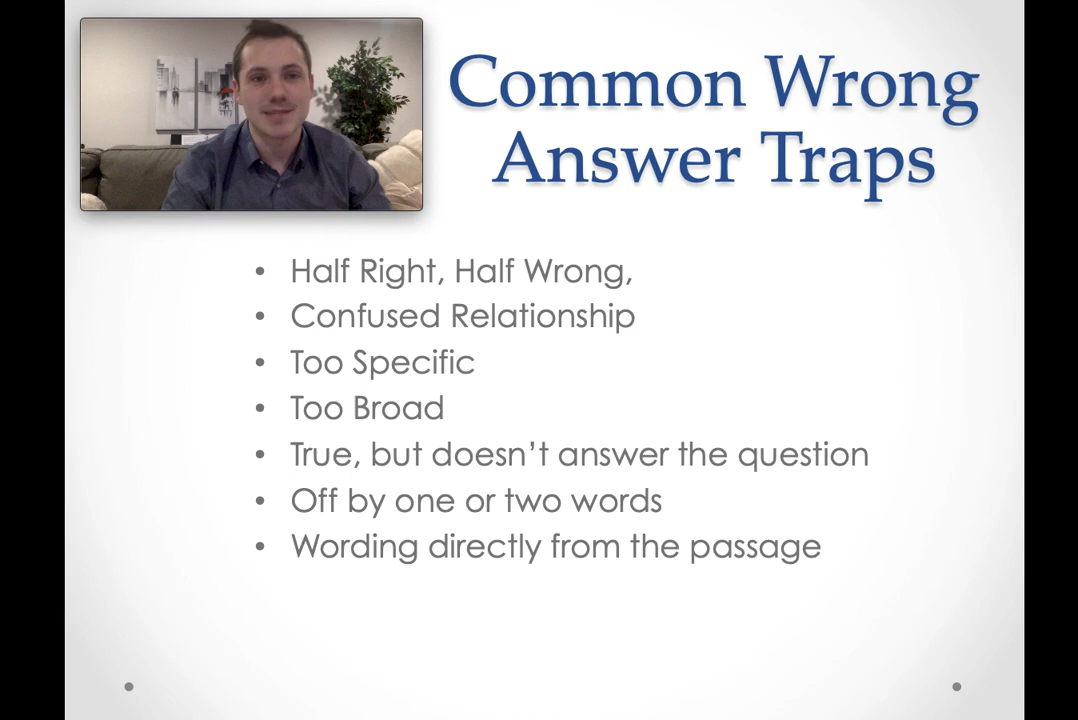 Common Wrong
Answer Traps
• Half Right, Half Wrong,
• Confused Relationship
• Too Specific
• Too Broad
• True, but doesn’t answer the question
• Off by one or two words
• Wording directly from the passage